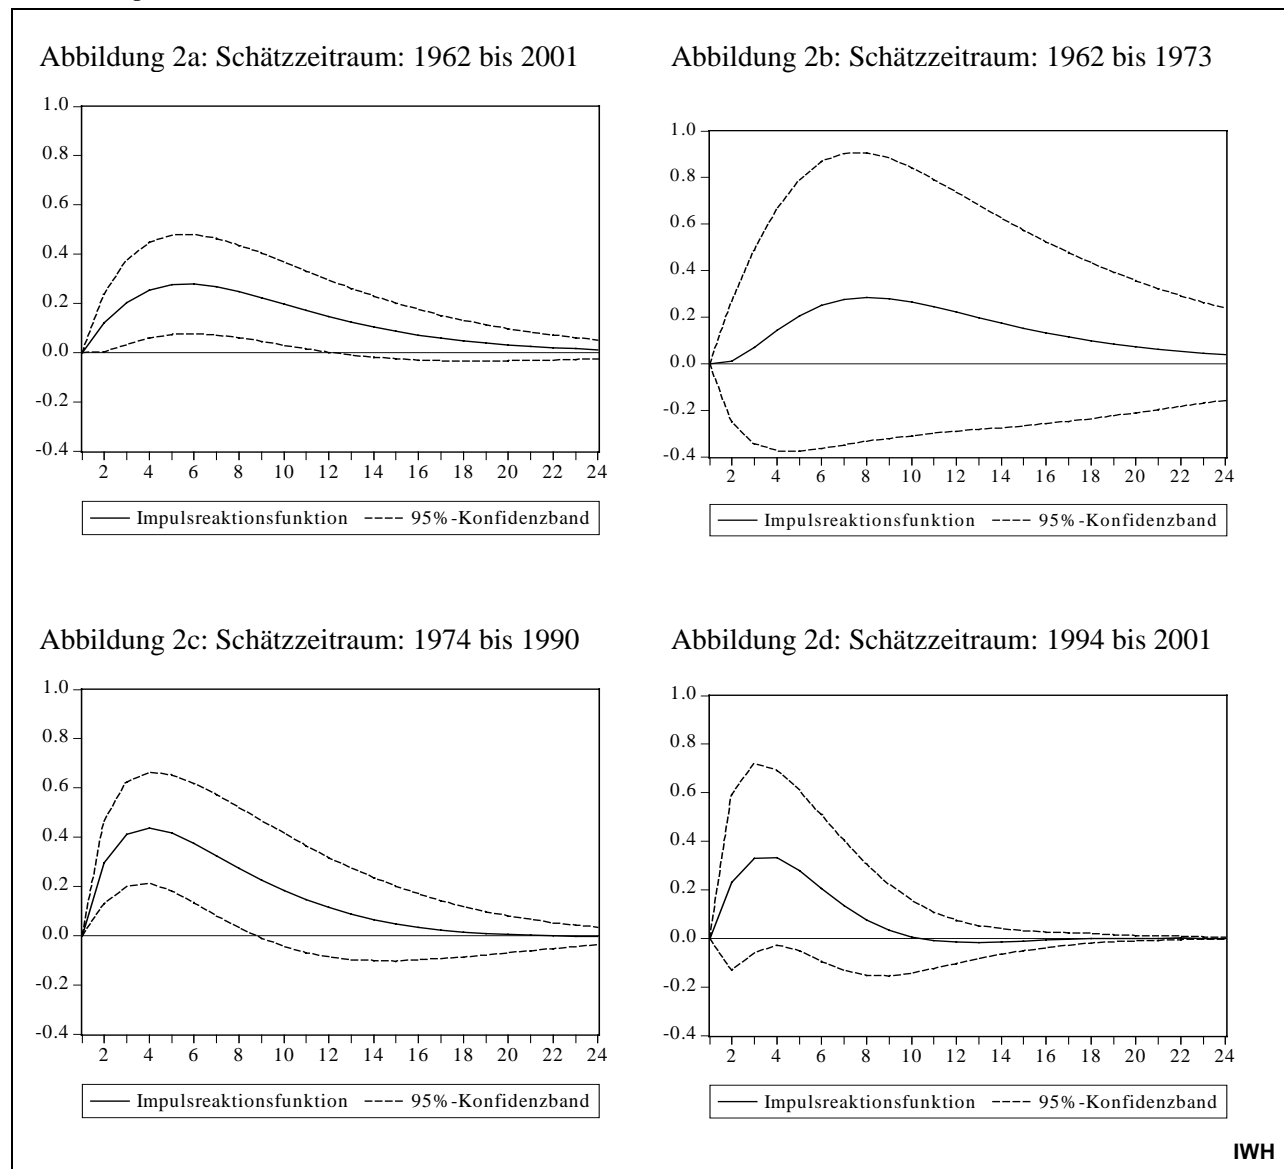 Abbildung 2a: Schätzzeitraum: 1962 bis 2001
1.0
0.8
0.6
0.4
0.2
0.0
-0.2
-0.4
2 4 6 8 10 12 14 16 18 20 22 24
Impulsreaktionsfunktion 95%-Konfidenzband
Abbildung 2b: Schätzzeitraum: 1962 bis 1973
1.0
0.8
0.6
0.4
0.2
0.0
-0.2
-0.4
2 4 6 8 10 12 14 16 18 20 22 24
Impulsreaktionsfunktion 95%-Konfidenzband
Abbildung 2c: Schätzzeitraum: 1974 bis 1990
1.0
0.8
0.6
0.4
0.2
0.0
-0.2
-0.4
2 4 6 8 10 12 14 16 18 20 22 24
Impulsreaktionsfunktion 95%-Konfidenzband
Abbildung 2d: Schätzzeitraum: 1994 bis 2001
1.0
0.8
0.6
0.4
0.2
0.0
-0.2
-0.4
2 4 6 8 10 12 14 16 18 20 22 24
Impulsreaktionsfunktion 95%-Konfidenzband
IWH